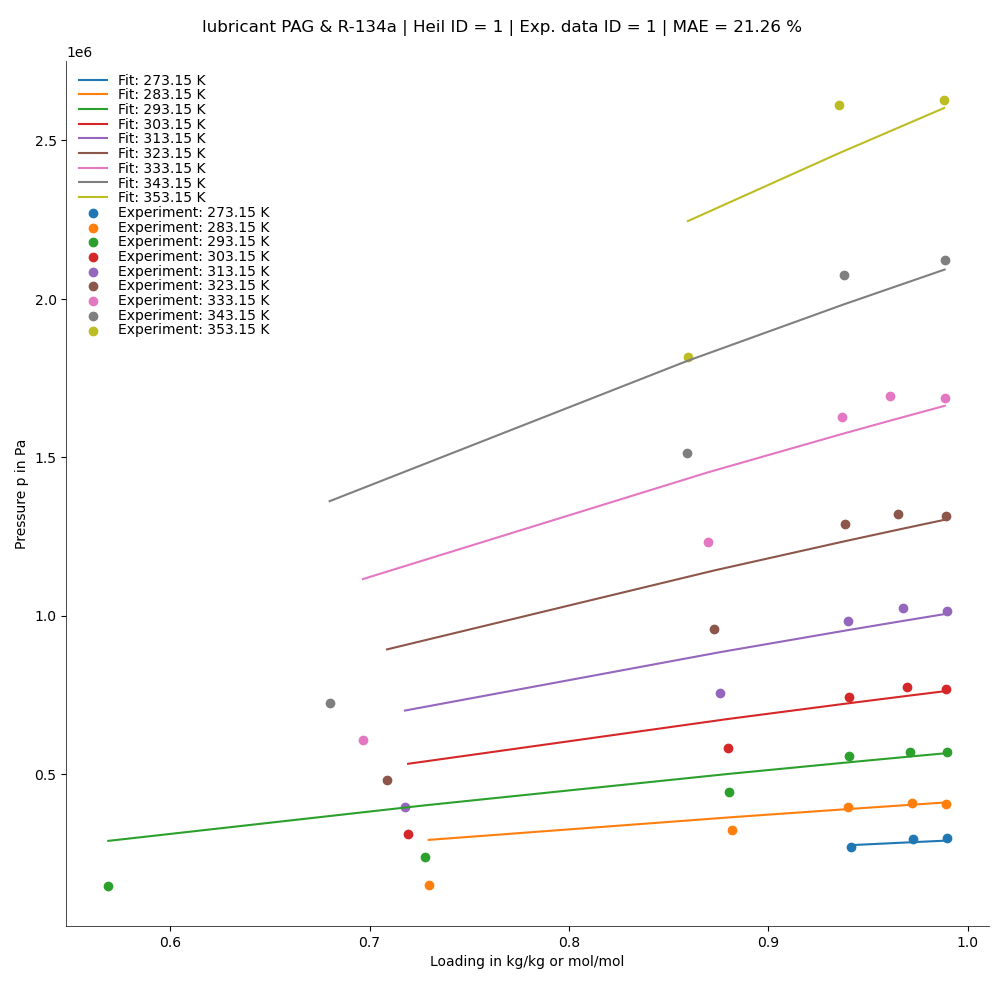 lubricant PAG & R-134a | Heil ID = 1 | Exp. data ID = 1 | MAE = 21.26 %
1e6
Fit: 273.15 K
Fit: 283.15 K
Fit: 293.15 K
Fit: 303.15 K
Fit: 313.15 K
Fit: 323.15 K
Fit: 333.15 K
Fit: 343.15 K
Fit: 353.15 K
Experiment: 273.15 K
Experiment: 283.15 K
Experiment: 293.15 K
Experiment: 303.15 K
Experiment: 313.15 K
Experiment: 323.15 K
Experiment: 333.15 K
Experiment: 343.15 K
Experiment: 353.15 K
2.5
2.0
1.5
1.0
0.5
Pressure p in Pa
0.6 0.7 0.8 0.9 1.0
Loading in kg/kg or mol/mol